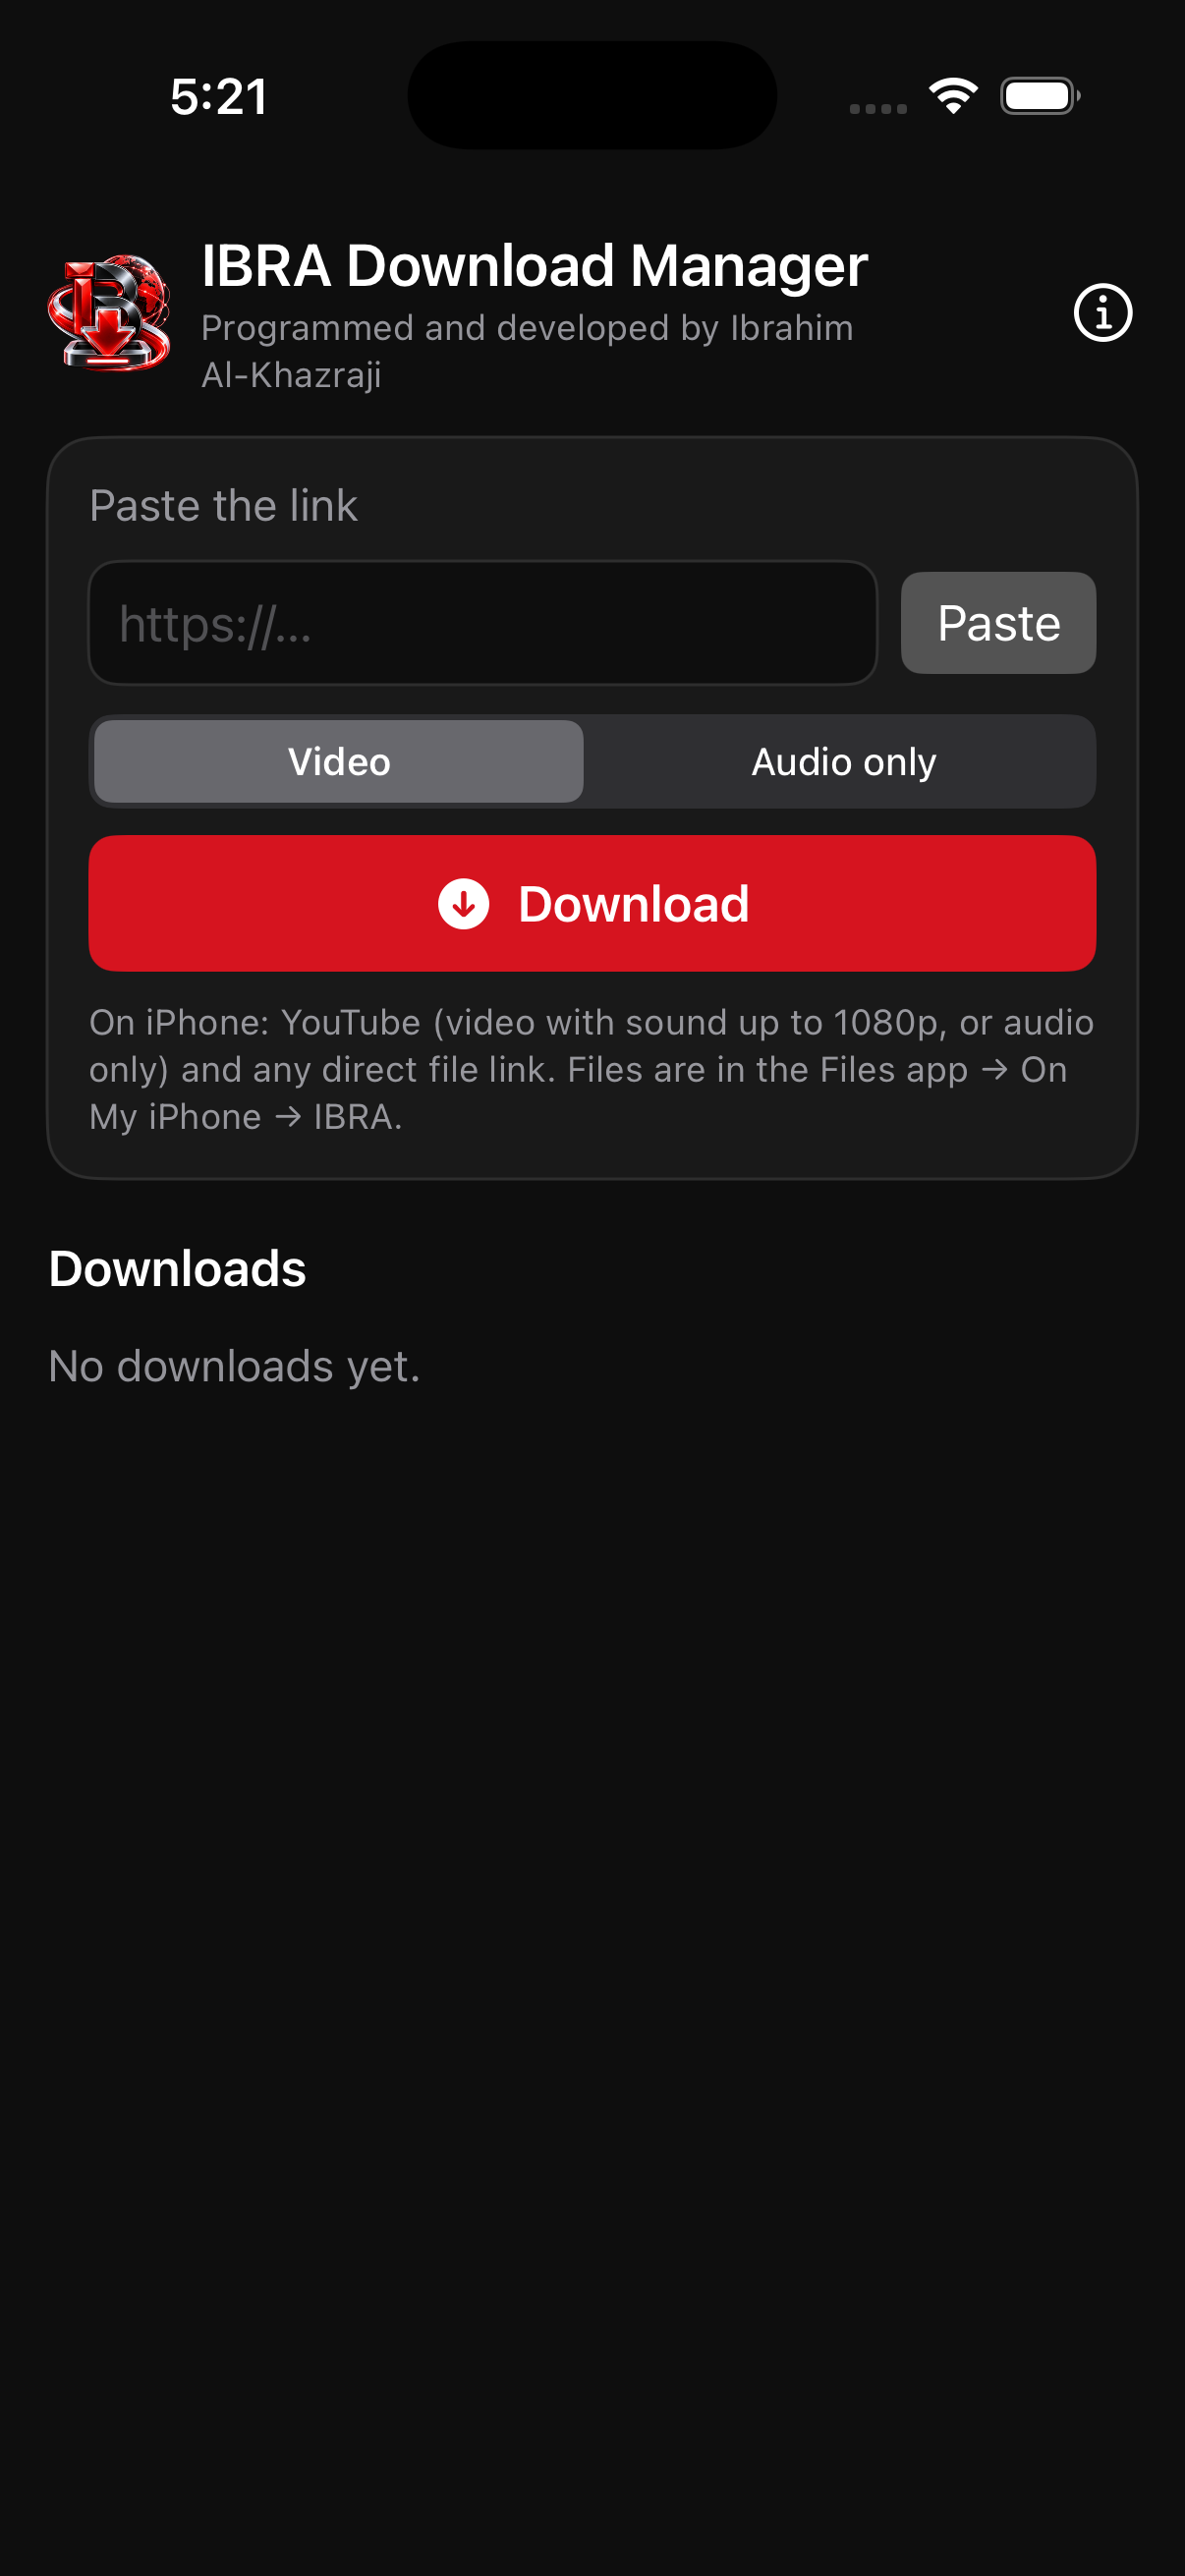 5:21
IBRA Download Manager
Programmed and developed by Ibrahim
Al-Khazraji
Paste the link
https://...
Paste
Video
Audio only
Download
On iPhone: YouTube (video with sound up to 1080p, or audio
only) and any direct file link. Files are in the Files app → On
My iPhone → IBRA.
Downloads
No downloads yet.